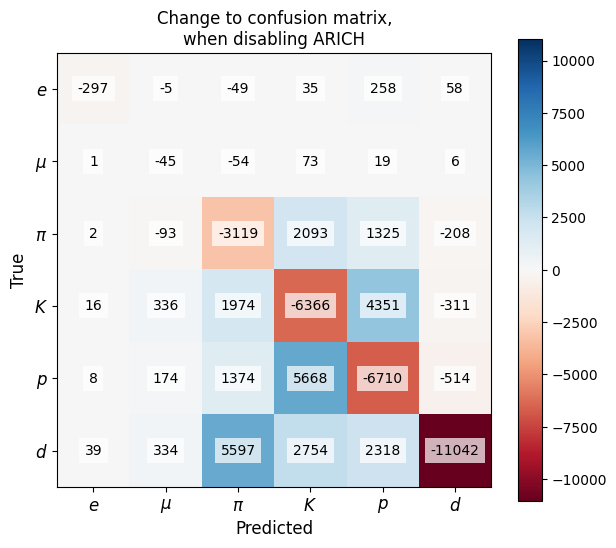 Change to confusion matrix,
when disabling ARICH
True
e -297 -5 -49 35 258 58
μ 1 -45 -54 73 19 6
π 2 -93 -3119 2093 1325 -208
K 16 336 1974 -6366 4351 -311
p 8 174 1374 5668 -6710 -514
d 39 334 5597 2754 2318 -11042
e μ π K p d
Predicted
10000
7500
5000
2500
0
−2500
−5000
−7500
−10000